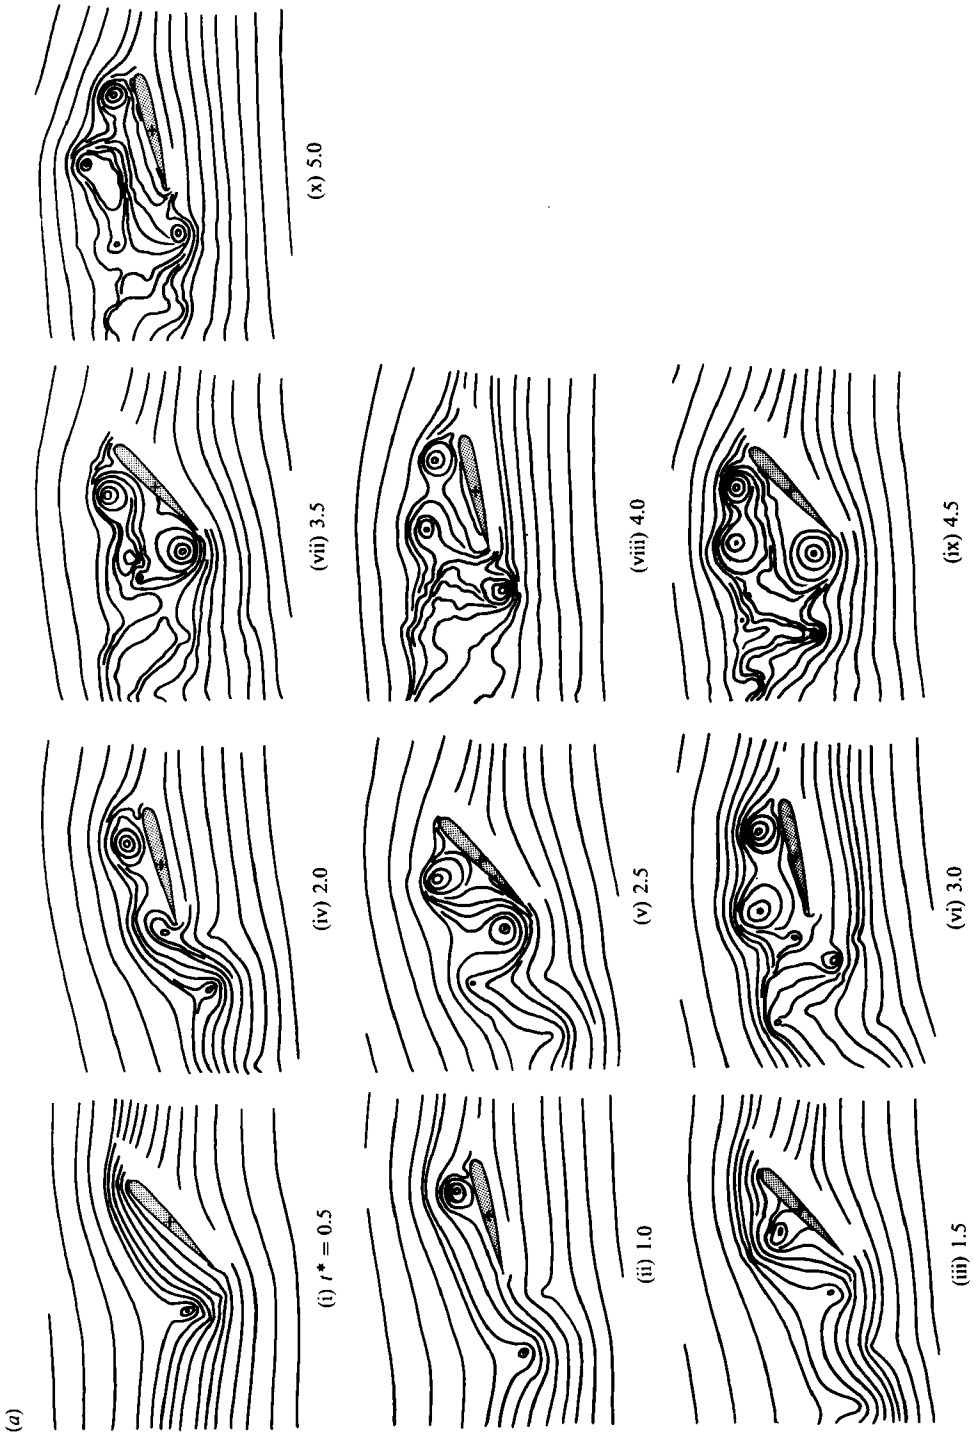 (a)
(i) t* = 0.5
(ii) 1.0
(iii) 1.5
(iv) 2.0
(v) 2.5
(vi) 3.0
(vii) 3.5
(viii) 4.0
(ix) 4.5
(x) 5.0